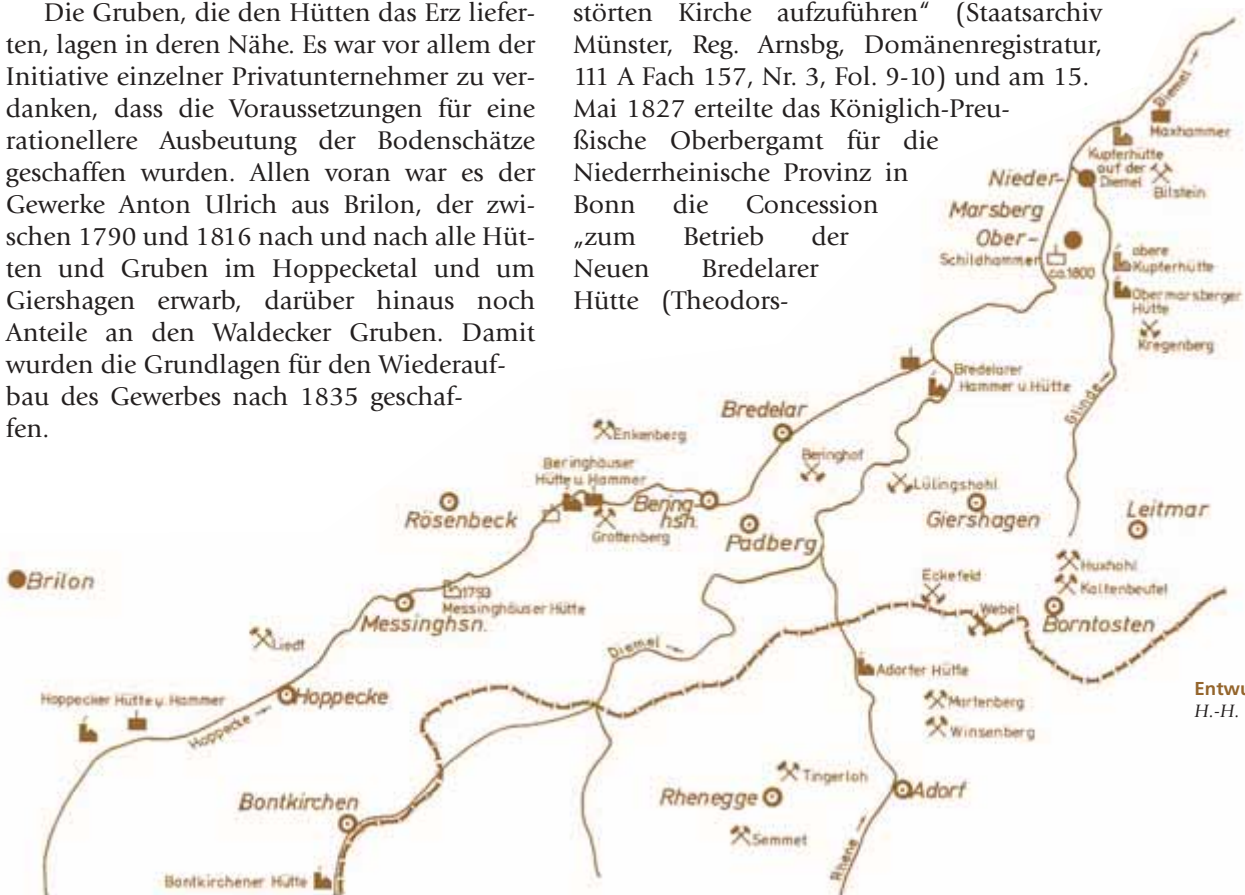 Die Gruben, die den Hütten das Erz liefer-
ten, lagen in deren Nähe. Es war vor allem der
Initiative einzelner Privatunternehmer zu ver-
danken, dass die Voraussetzungen für eine
rationellere Ausbeutung der Bodenschätze
geschaffen wurden. Allen voran war es der
Gewerke Anton Ulrich aus Brilon, der zwi-
schen 1790 und 1816 nach und nach alle Hüt-
ten und Gruben im Hoppecketal und um
Giershagen erwarb, darüber hinaus noch
Anteile an den Waldecker Gruben. Damit
wurden die Grundlagen für den Wiederauf-
bau des Gewerbes nach 1835 geschaf-
fen.
störten Kirche aufzuführen“ (Staatsarchiv
Münster, Reg. Arnsbg, Domänenregistratur,
111 A Fach 157, Nr. 3, Fol. 9-10) und am 15.
Mai 1827 erteilte das Königlich-Preu-
ßische Oberbergamt für die
Niederrheinische Provinz in
Bonn die Concession
„zum Betrieb der
Neuen Bredelarer
Hütte (Theodors-
Diemel →
Maxhammer
Kupferhütte
auf der
Diemel
Bilstein
Nieder-
Marsberg
Ober-
Schildhammer
ca.1800
obere
Kupferhütte
Obermarsberger
Hütte
Kregenberg
Glinde →
Bredelarer
Hammer u. Hütte
Bredelar
Enkenberg
Beringhof
Beringhäuser
Hütte u. Hammer
Lülingshohl
Rösenbeck
Bering-
hsh.
Giershagen
Leitmar
Grottenberg
Padberg
Brilon
Huxhohl
Kaltenbeutel
Eckefeld
1793
Messinghäuser Hütte
Messinghsn.
Webel
Borntosten
Liedt
Diemel →
Adorfer Hütte
Hoppecker Hütte u. Hammer
Hoppecke
Hoppecke →
Martenberg
Winsenberg
Entwu
H.-H.
Tingerloh
Rhenegge
Adorf
Bontkirchen
Semmet
Rhene →
Bontkirchener Hütte